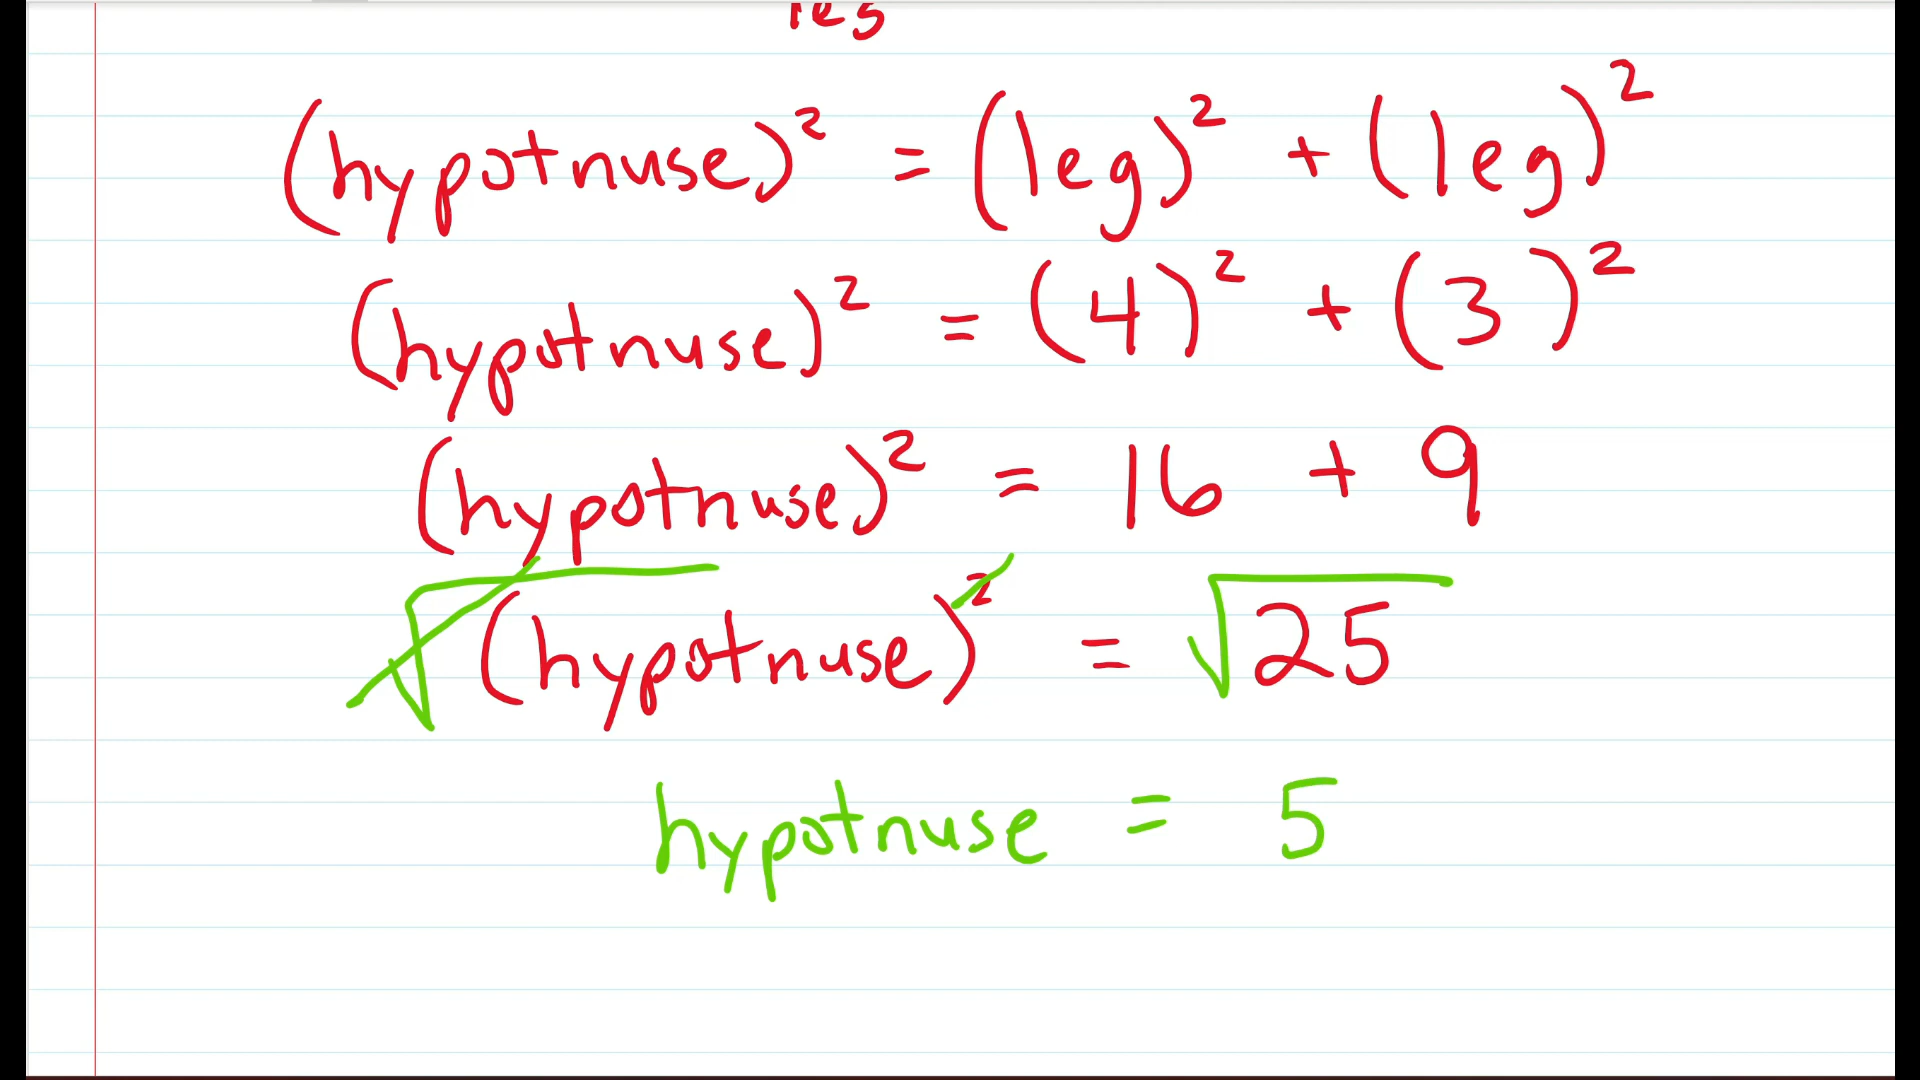 leg
(hypotnuse)² = (leg)² + (leg)²
(hypotnuse)² = (4)² + (3)²
(hypotnuse)² = 16 + 9
√(hypotnuse)² = √25
hypotnuse = 5